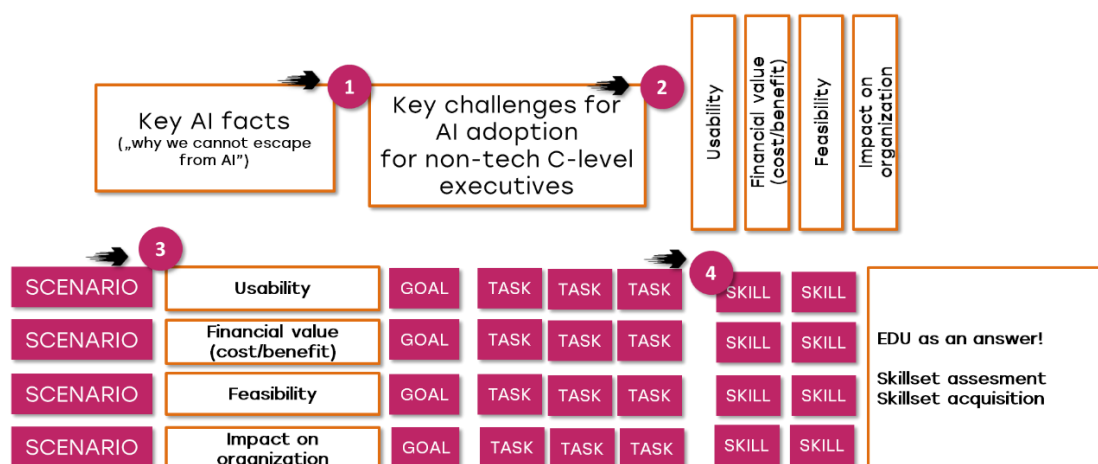 Key AI facts
(„why we cannot escape
from AI”)
1
Key challenges for
AI adoption
for non-tech C-level
executives
2
Usability
Financial value
(cost/benefit)
Feasibility
Impact on
organization
3
4
SCENARIO
Usability
GOAL
TASK
TASK
TASK
SKILL
SKILL
SCENARIO
Financial value
(cost/benefit)
GOAL
TASK
TASK
TASK
SKILL
SKILL
SCENARIO
Feasibility
GOAL
TASK
TASK
TASK
SKILL
SKILL
SCENARIO
Impact on
organization
GOAL
TASK
TASK
TASK
SKILL
SKILL
EDU as an answer!
Skillset assesment
Skillset acquisition